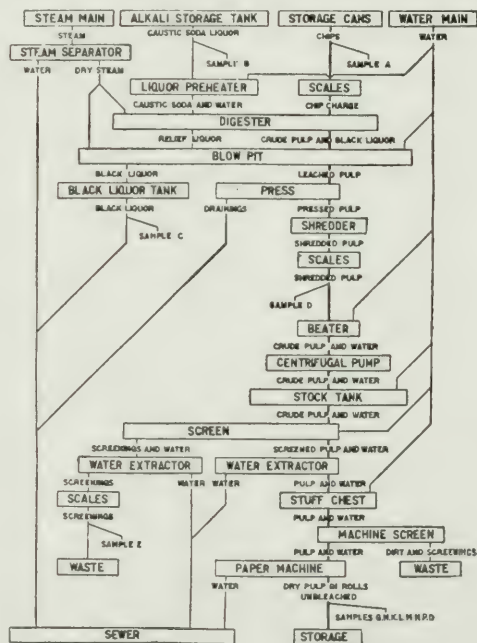 STEAM MAIN
ALKALI STORAGE TANK
STORAGE CARS
WATER MAIN
STEAM
CAUSTIC SODA LIQUOR
CHIPS
WATER
STEAM SEPARATOR
WATER
DRY STEAM
SAMPLE B
SAMPLE A
LIQUOR PREHEATER
SCALES
CAUSTIC SODA AND WATER
CHIP CHARGE
DIGESTER
RELIEF LIQUOR
CRUDE PULP AND BLACK LIQUOR
BLOW PIT
BLACK LIQUOR
LEACHED PULP
BLACK LIQUOR TANK
PRESS
BLACK LIQUOR
DRAININGS
PRESSED PULP
SHREDDER
SAMPLE C
SHREDDED PULP
SCALES
SHREDDED PULP
SAMPLE D
BEATER
CRUDE PULP AND WATER
CENTRIFUGAL PUMP
CRUDE PULP AND WATER
STOCK TANK
CRUDE PULP AND WATER
SCREEN
SCREENINGS AND WATER
SCREENED PULP AND WATER
WATER EXTRACTOR
WATER EXTRACTOR
SCREENINGS
WATER
WATER
PULP AND WATER
SCALES
STUFF CHEST
SCREENINGS
PULP AND WATER
SAMPLE E
MACHINE SCREEN
PULP AND WATER
DIRT AND SCREENINGS
WASTE
PAPER MACHINE
WASTE
WATER
DRY PULP IN ROLLS
UNBLEACHED
SEWER
STORAGE